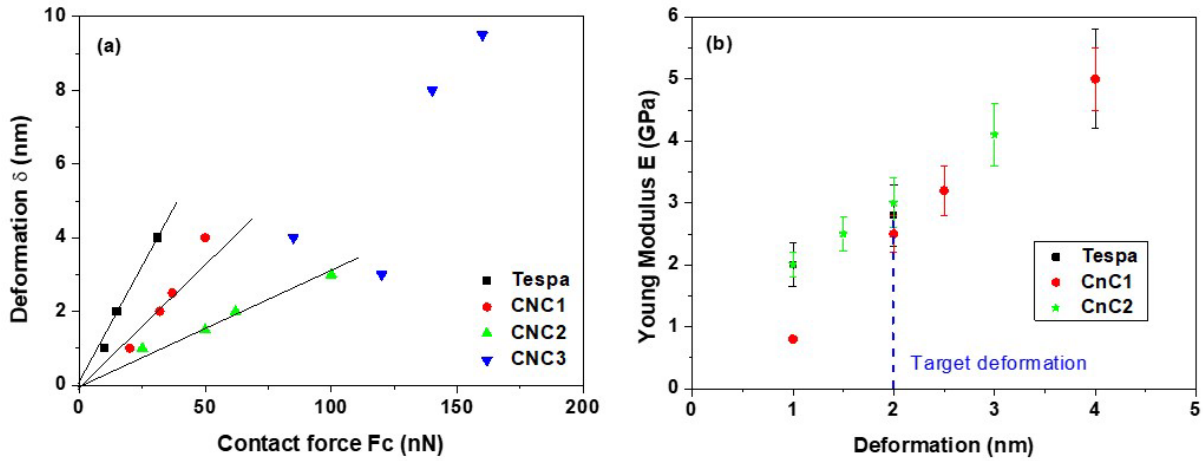 (a)
10
8
6
4
2
0
Deformation δ (nm)
Tespa
CNC1
CNC2
CNC3
0 50 100 150 200
Contact force Fc (nN)
(b)
6
5
4
3
2
1
0
Young Modulus E (GPa)
Tespa
CnC1
CnC2
Target deformation
0 1 2 3 4 5
Deformation (nm)